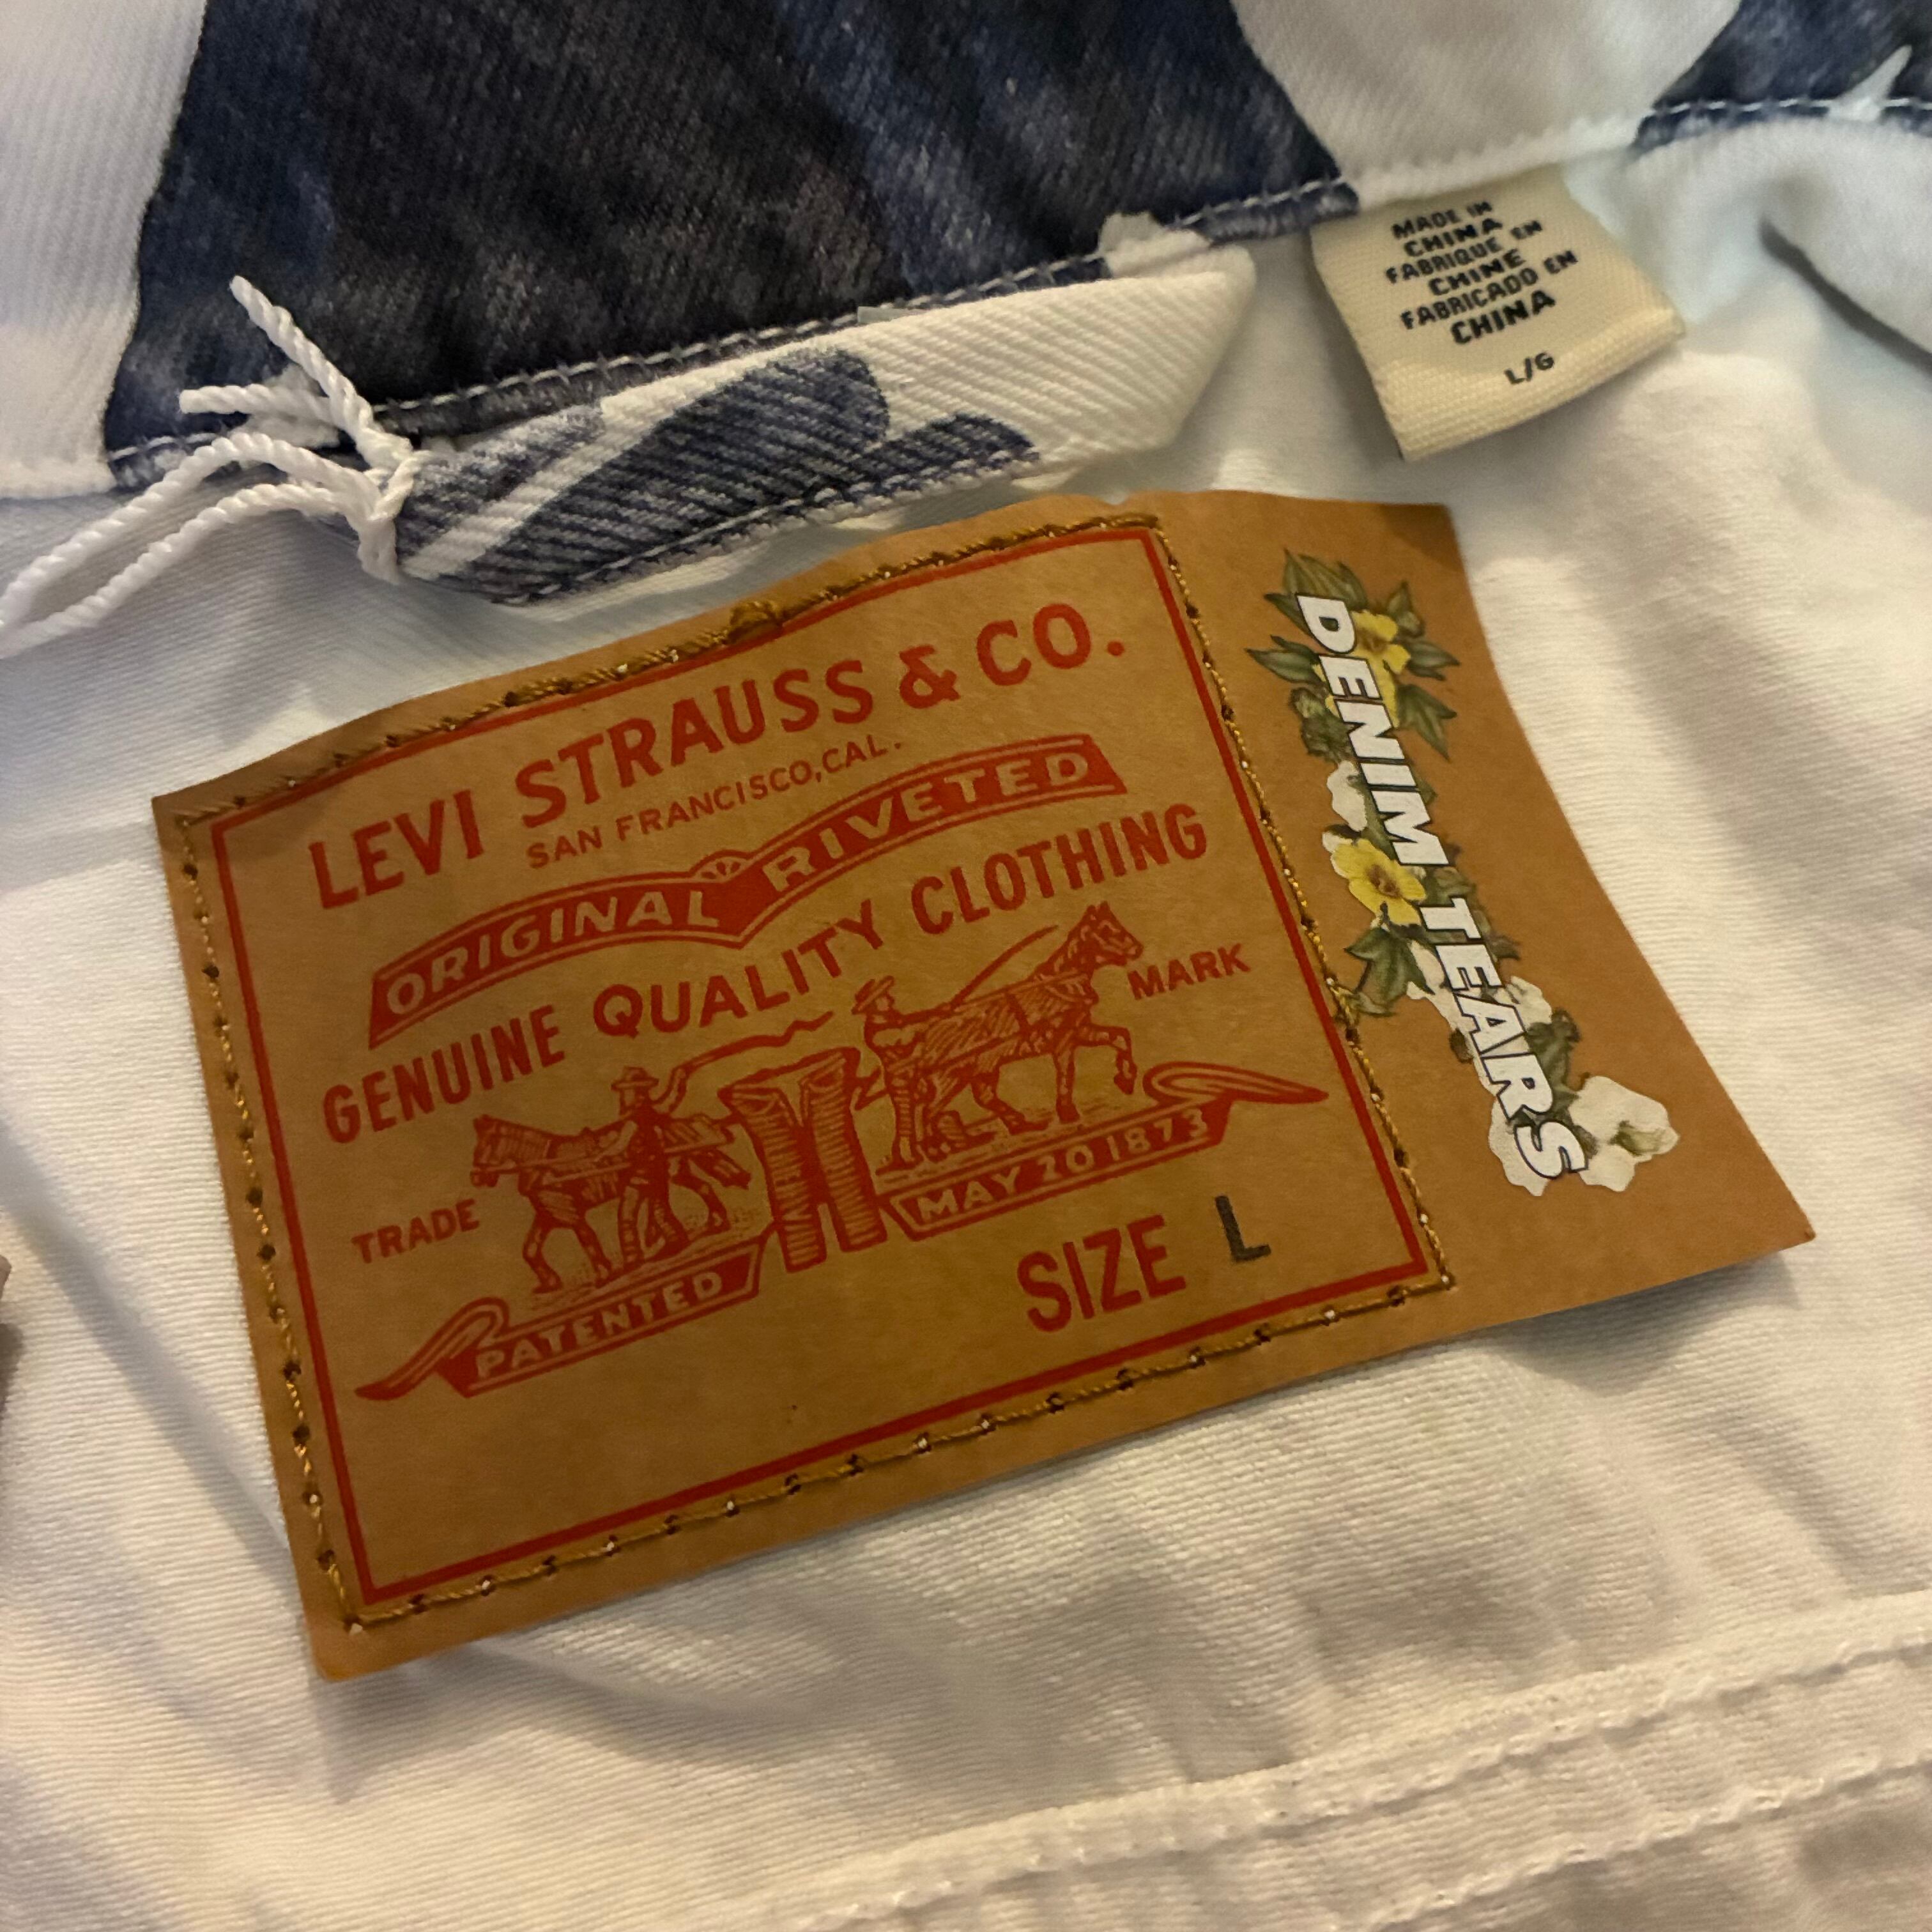 MADE IN
CHINA
FABRIQUE EN
CHINE
FABRICADO EN
CHINA
L/G
LEVI STRAUSS & CO.
SAN FRANCISCO, CAL.
ORIGINAL RIVETED
GENUINE QUALITY CLOTHING
TRADE MARK
PATENTED MAY 20 1873
SIZE L
DENIM TEARS